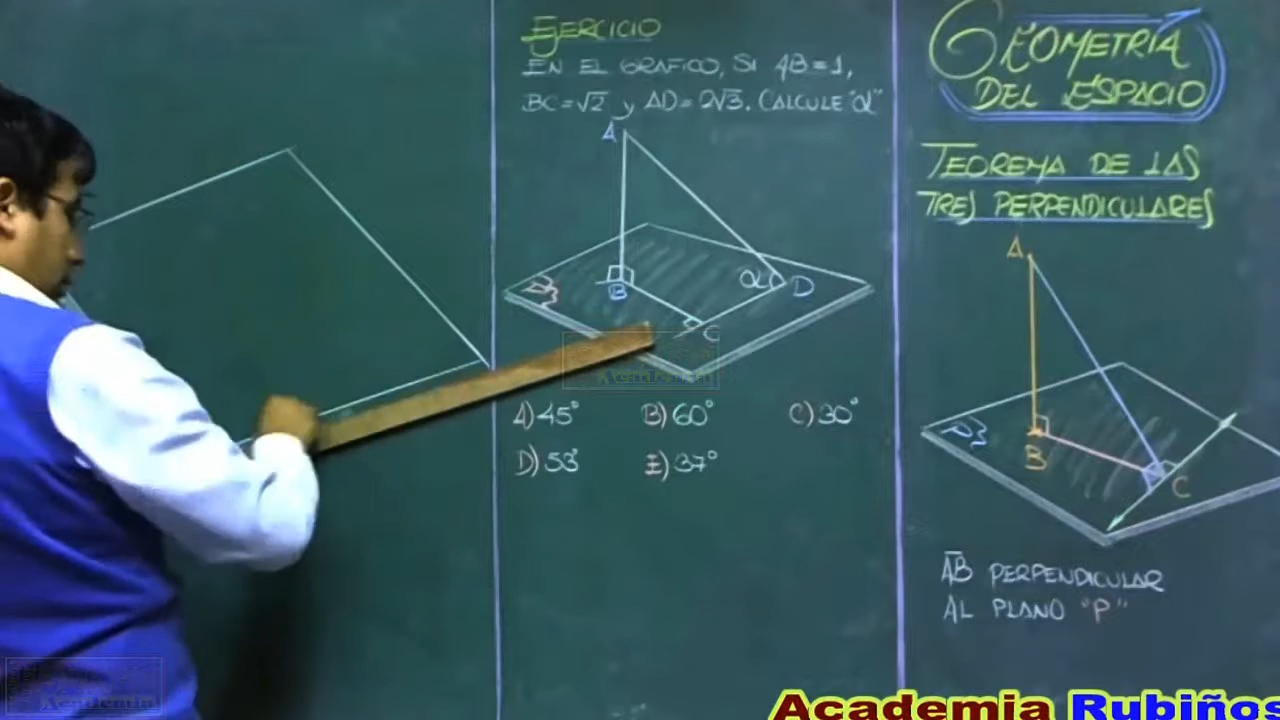 EJERCICIO
EN EL GRAFICO, SI AB=1,
BC=√2 y AD=2√3. CALCULE "α"
A
B
C
D
α
P
A) 45° B) 60° C) 30°
D) 53° E) 37°
GEOMETRIA
DEL ESPACIO
TEOREMA DE LAS
TRES PERPENDICULARES
A
P
B
C
AB PERPENDICULAR
AL PLANO "P"
Academia Rubiños
Academia